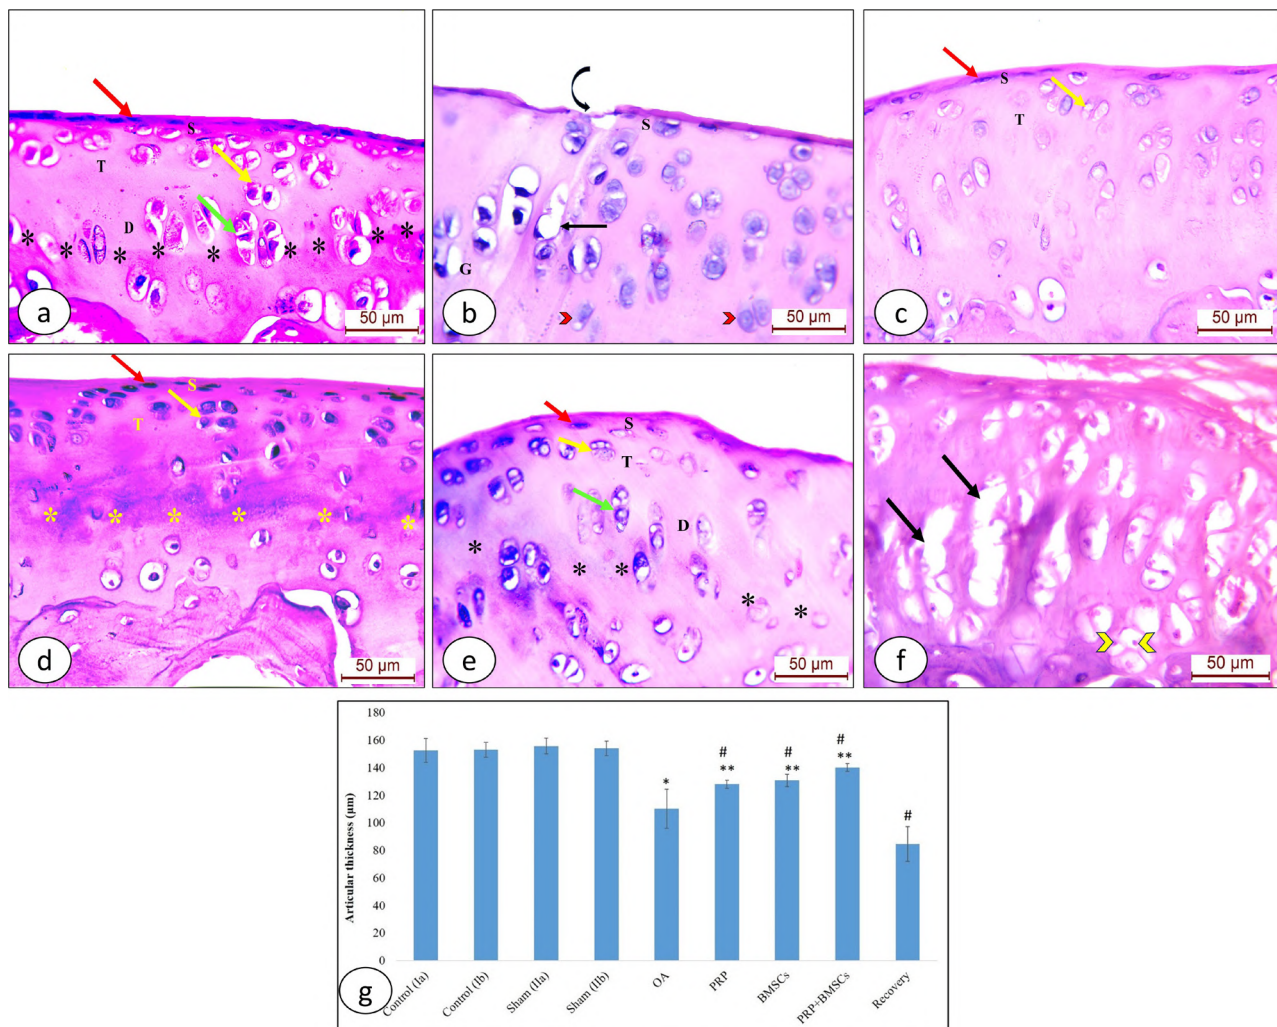 S
T
D
* * * * * * * * *
a
50 µm
S
G
b
50 µm
S
T
c
50 µm
S
T
* * * * * *
d
50 µm
S
T
D
* * * * *
e
50 µm
f
50 µm
Articular thickness (µm)
180
160
140
120
100
80
60
40
20
0
*
#
**
#
**
#
**
#
Control (Ia)
Control (Ib)
Sham (IIa)
Sham (IIb)
OA
PRP
BMSCs
PRP+BMSCs
Recovery
g